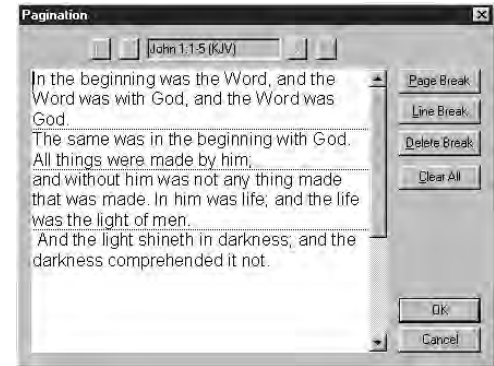 Pagination
John 1:1-5 (KJV)
In the beginning was the Word, and the
Word was with God, and the Word was
God.
The same was in the beginning with God.
All things were made by him;
and without him was not any thing made
that was made. In him was life; and the life
was the light of men.
And the light shineth in darkness; and the
darkness comprehended it not.
Page Break
Line Break
Delete Break
Clear All
OK
Cancel